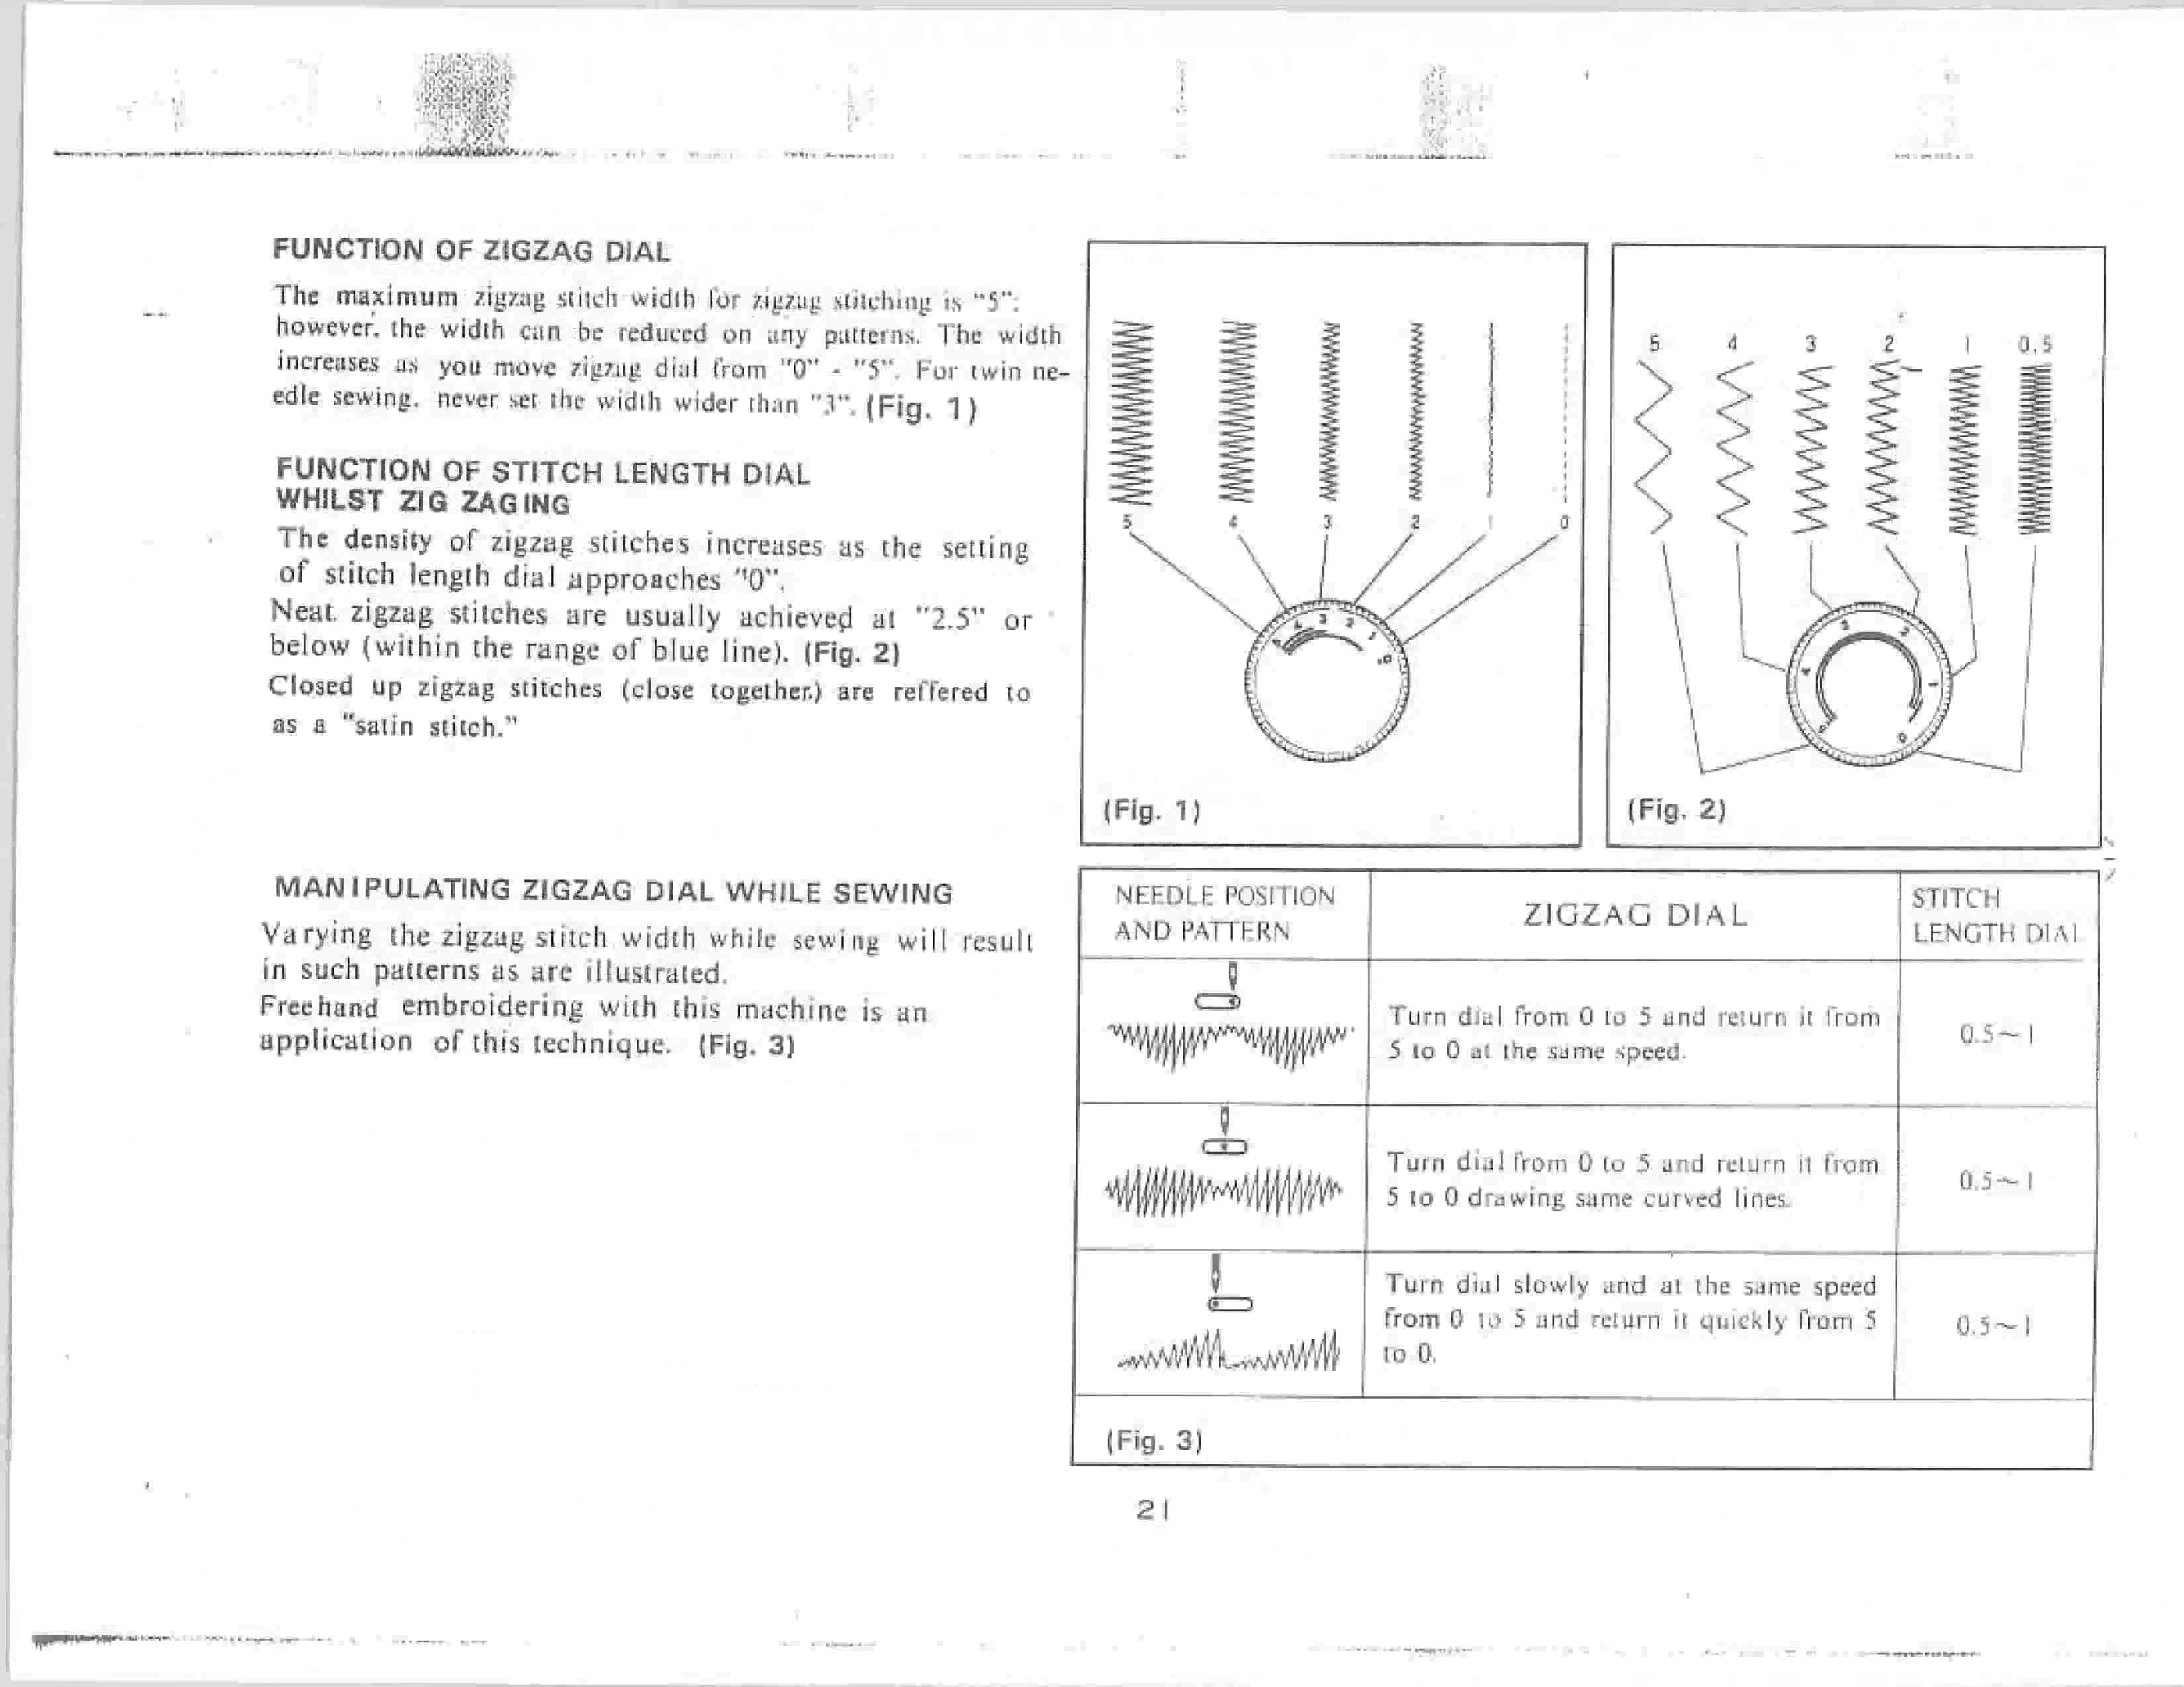 FUNCTION OF ZIGZAG DIAL
The maximum zigzag stitch width for zigzag stitching is "5":
however, the width can be reduced on any patterns. The width
increases as you move zigzag dial from "0" - "5". For twin ne-
edle sewing, never set the width wider than "3". (Fig. 1)
FUNCTION OF STITCH LENGTH DIAL
WHILST ZIG ZAGING
The density of zigzag stitches increases as the setting
of stitch length dial approaches "0".
Neat zigzag stitches are usually achieved at "2.5" or
below (within the range of blue line). (Fig. 2)
Closed up zigzag stitches (close together.) are reffered to
as a "satin stitch."
MANIPULATING ZIGZAG DIAL WHILE SEWING
Varying the zigzag stitch width while sewing will result
in such patterns as are illustrated.
Freehand embroidering with this machine is an
application of this technique. (Fig. 3)
5 4 3 2 1 0
5 4 3 2 1 0
(Fig. 1)
5 4 3 2 1 0.5
4 3 2 1 0
(Fig. 2)
NEEDLE POSITION
AND PATTERN
ZIGZAG DIAL
STITCH
LENGTH DIAL
Turn dial from 0 to 5 and return it from
5 to 0 at the same speed.
0.5~1
Turn dial from 0 to 5 and return it from
5 to 0 drawing same curved lines.
0.5~1
Turn dial slowly and at the same speed
from 0 to 5 and return it quickly from 5
to 0.
0.5~1
(Fig. 3)
21